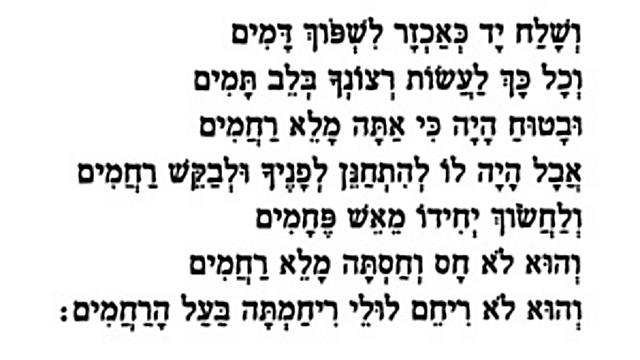 וְשָׁלַח יָד כְּאַכְזָר לִשְׁפּוֹךְ דָּמִים
וְכָל כָּךְ לַעֲשׂוֹת רְצוֹנְךָ בְּלֵב תָּמִים
וּבָטוּחַ הָיָה כִּי אַתָּה מָלֵא רַחֲמִים
אֲבָל הָיָה לוֹ לְהִתְחַנֵּן לְפָנֶיךָ וּלְבַקֵּשׁ רַחֲמִים
וְלַחֲשׂוֹךְ יְחִידוֹ מֵאֵשׁ פֶּחָמִים
וְהוּא לֹא חָס וְחַסְתָּה מָלֵא רַחֲמִים
וְהוּא לֹא רִיחֵם לוּלֵי רִיחַמְתָּה בַּעַל הָרַחֲמִים: